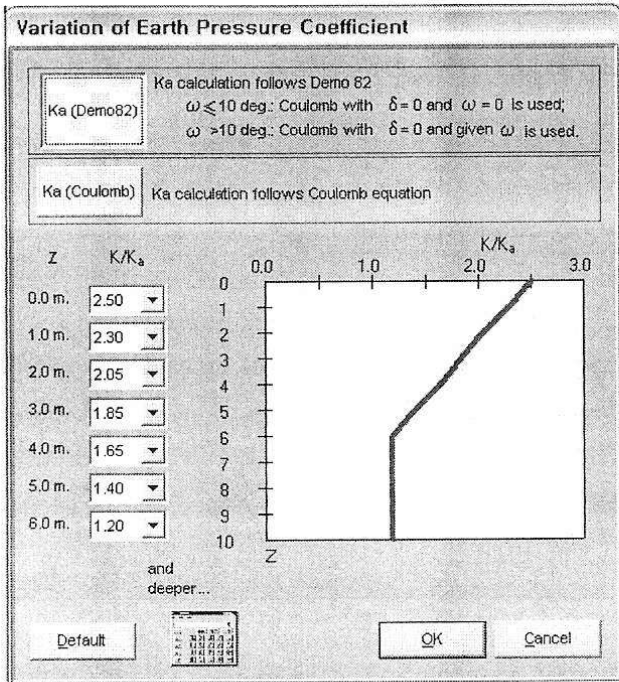 Variation of Earth Pressure Coefficient
Ka (Demo82)
Ka calculation follows Demo 82
ω ≤ 10 deg.: Coulomb with δ = 0 and ω = 0 is used;
ω > 10 deg.: Coulomb with δ = 0 and given ω is used.
Ka (Coulomb)
Ka calculation follows Coulomb equation
Z K/Ka
0.0 m. 2.50
1.0 m. 2.30
2.0 m. 2.05
3.0 m. 1.85
4.0 m. 1.65
5.0 m. 1.40
6.0 m. 1.20
and
deeper...
K/Ka
0.0 1.0 2.0 3.0
0
1
2
3
4
5
6
7
8
9
10
Z
Default
OK
Cancel